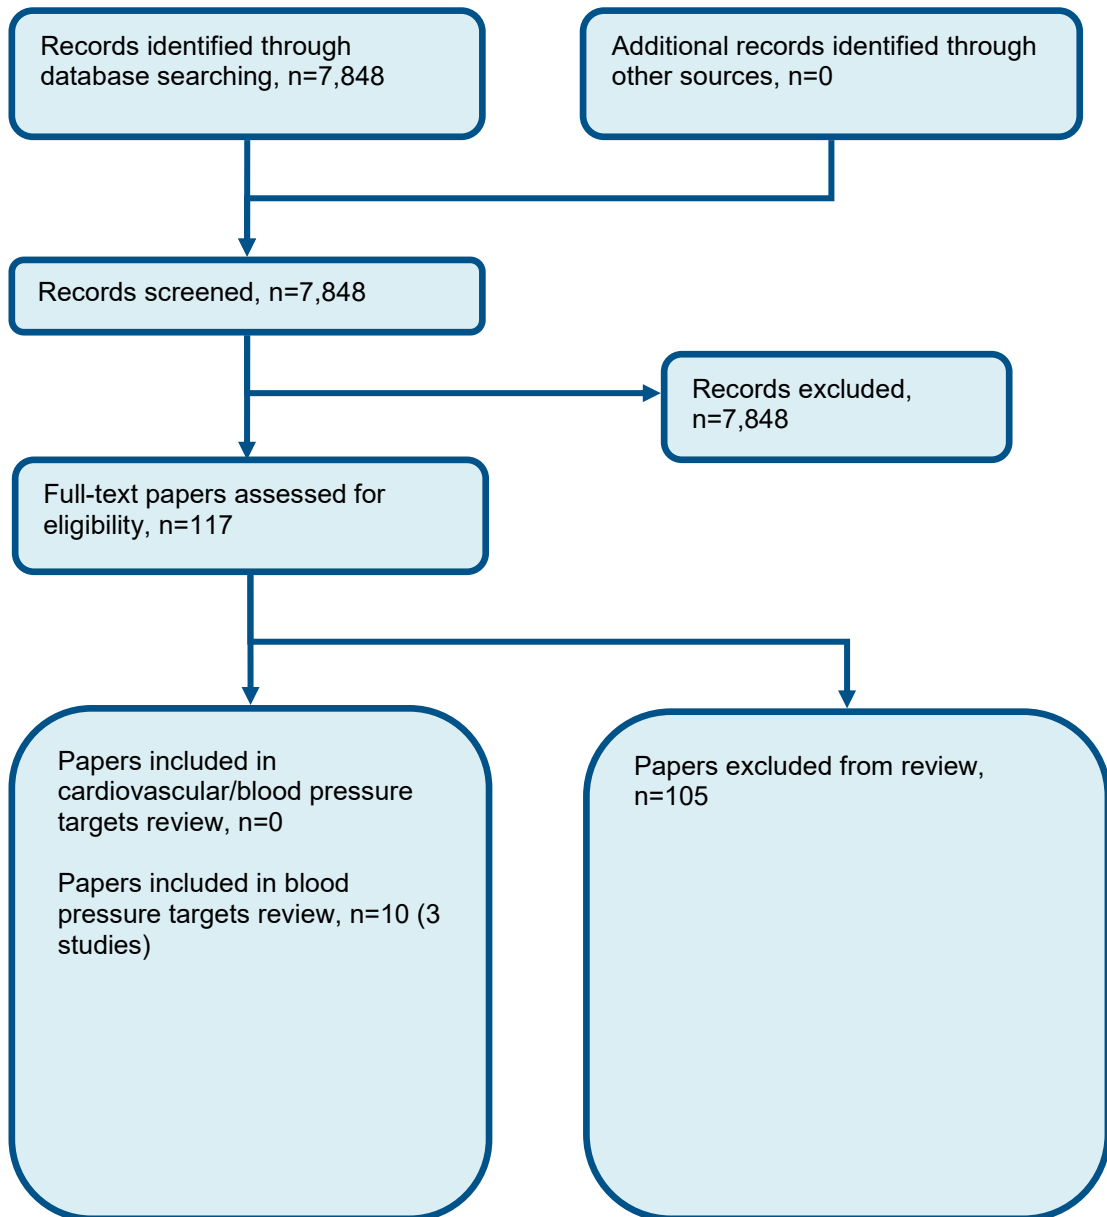 Records identified through
database searching, n=7,848
Additional records identified through
other sources, n=0
Records screened, n=7,848
Records excluded,
n=7,848
Full-text papers assessed for
eligibility, n=117
Papers included in
cardiovascular/blood pressure
targets review, n=0
Papers included in blood
pressure targets review, n=10 (3
studies)
Papers excluded from review,
n=105